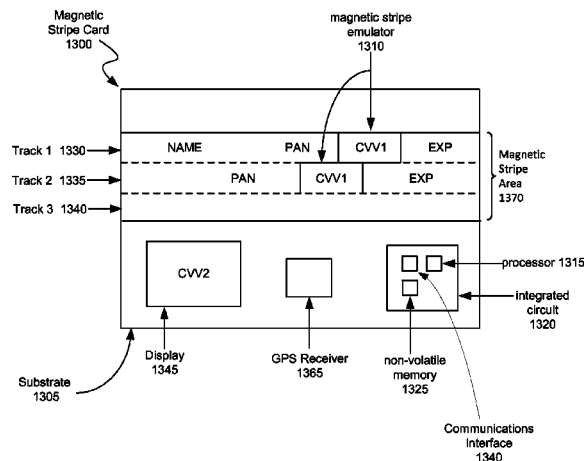 Magnetic
Stripe Card
1300
magnetic stripe
emulator
1310
Track 1 1330
NAME PAN CVV1 EXP
Track 2 1335
PAN CVV1 EXP
Track 3 1340
Magnetic
Stripe
Area
1370
CVV2
processor 1315
integrated
circuit
1320
Display
1345
GPS Receiver
1365
non-volatile
memory
1325
Substrate
1305
Communications
Interface
1340